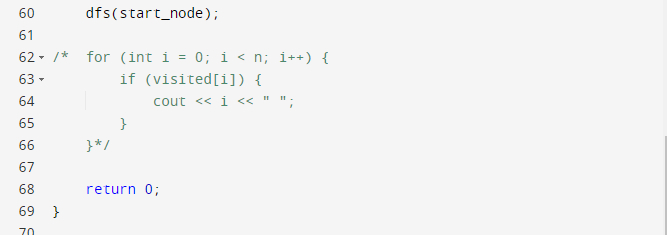 60 dfs(start_node);
61
62 /* for (int i = 0; i < n; i++) {
63 if (visited[i]) {
64 cout << i << " ";
65 }
66 }*/
67
68 return 0;
69 }
70